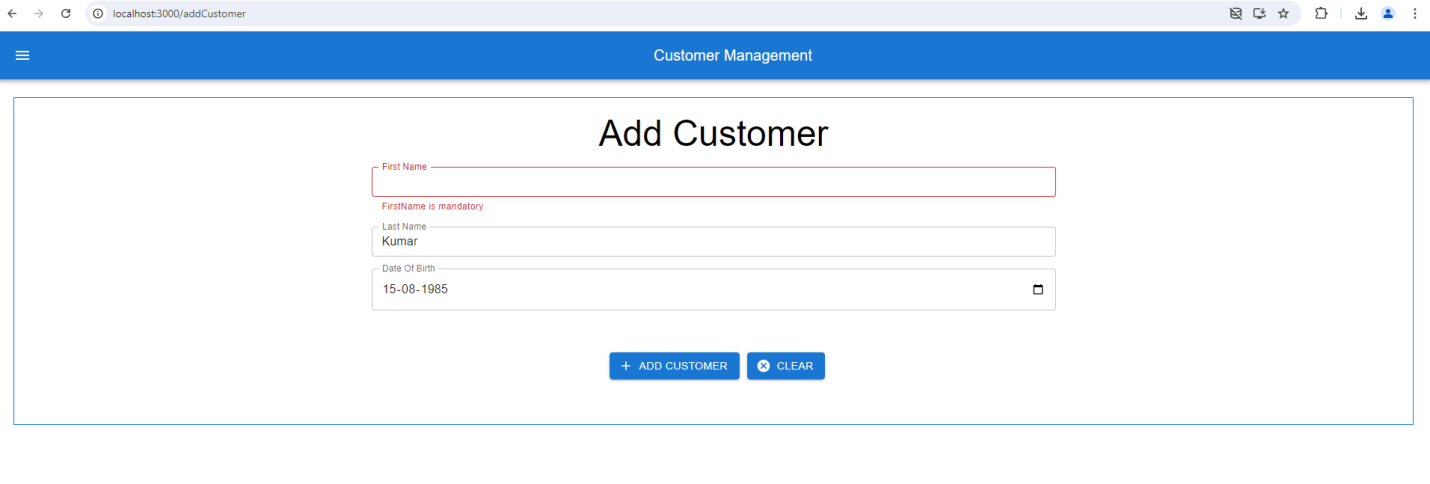 localhost:3000/addCustomer
Customer Management
Add Customer
First Name
FirstName is mandatory
Last Name
Kumar
Date Of Birth
15-08-1985
ADD CUSTOMER CLEAR